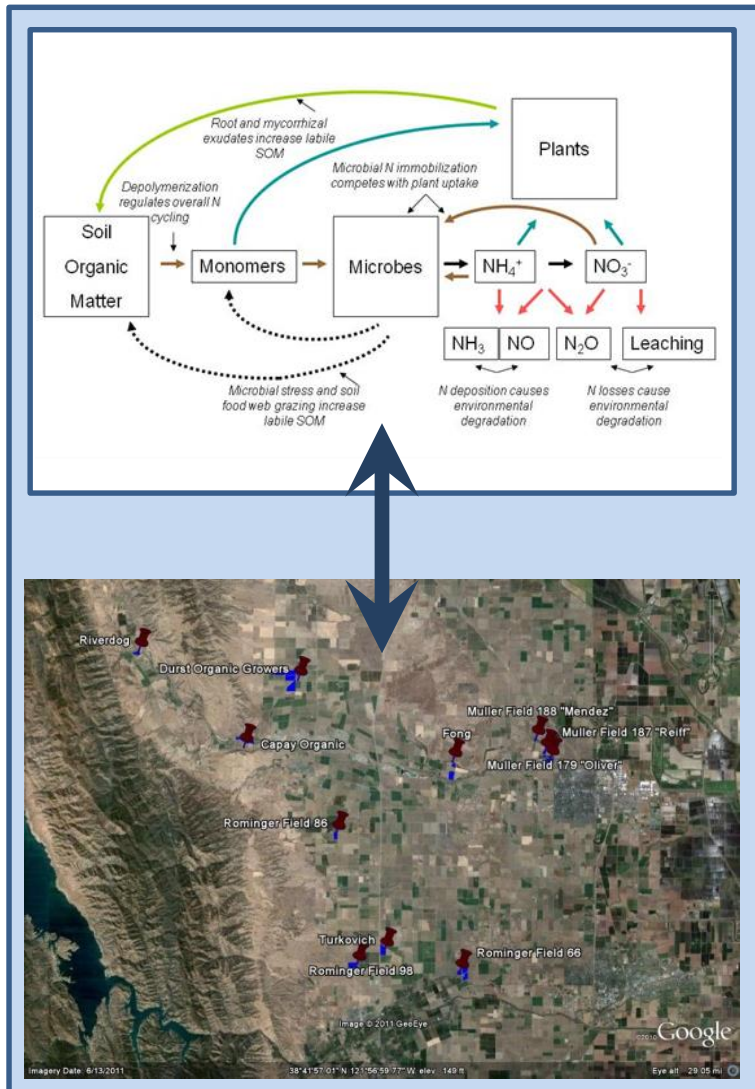 Root and mycorrhizal
exudates increase labile
SOM
Plants
Microbial N immobilization
competes with plant uptake
Depolymerization
regulates overall N
cycling
Soil
Organic
Matter
Monomers
Microbes
NH₄⁺
NO₃⁻
NH₃
NO
N₂O
Leaching
Microbial stress and soil
food web grazing increase
labile SOM
N deposition causes
environmental
degradation
N losses cause
environmental
degradation
Riverdog
Durst Organic Growers
Muller Field 188 "Mendez"
Capay Organic
Fong
Muller Field 187 "Reiff"
Muller Field 179 "Oliver"
Rominger Field 86
Turkovich
Rominger Field 66
Rominger Field 98
Image © 2011 GeoEye
©2010 Google
Imagery Date: 6/13/2011
38°41'57.01" N 121°56'59.77" W elev. 149 ft
Eye alt 29.05 mi